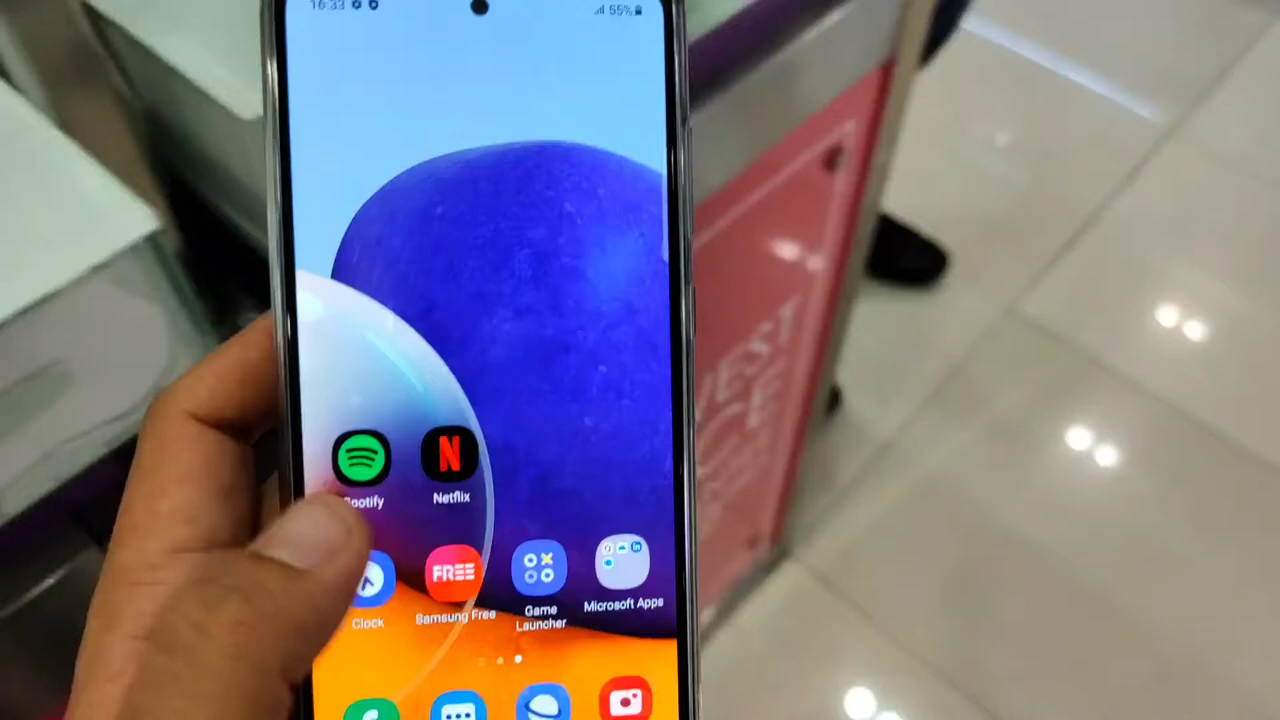 16:33
55%
N
Spotify
Netflix
FREE
Clock
Samsung Free
Game
Launcher
Microsoft Apps